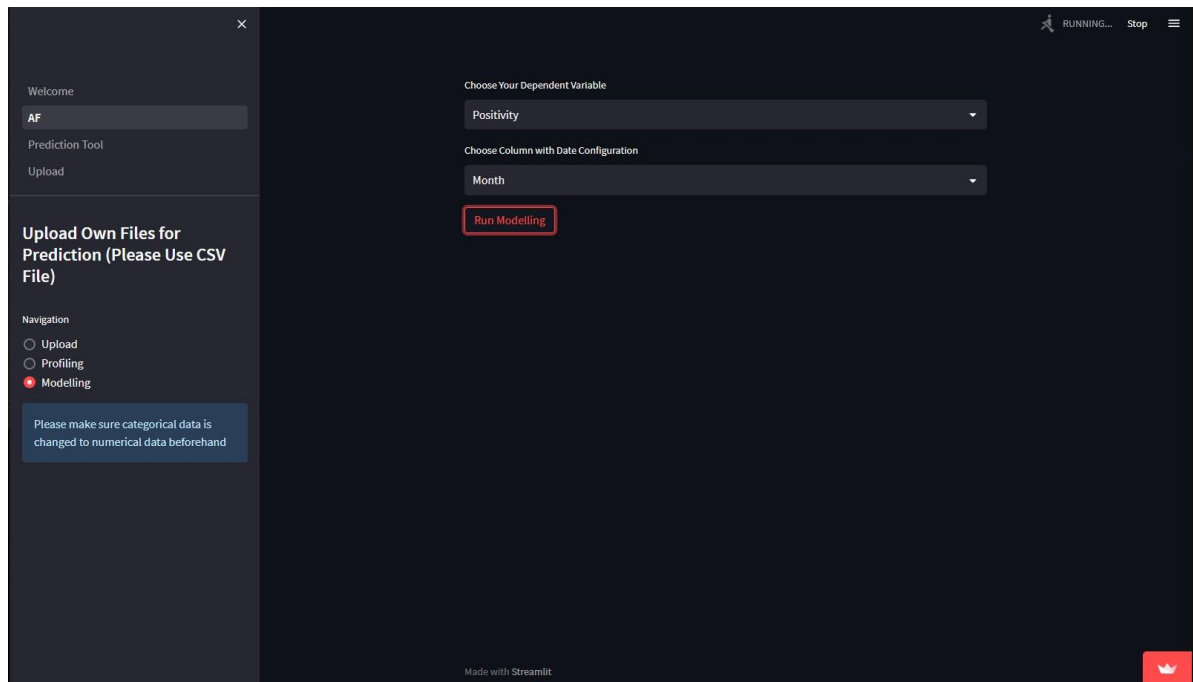 RUNNING... Stop
Welcome
AF
Prediction Tool
Upload
Upload Own Files for
Prediction (Please Use CSV
File)
Navigation
Upload
Profiling
Modelling
Please make sure categorical data is
changed to numerical data beforehand
Choose Your Dependent Variable
Positivity
Choose Column with Date Configuration
Month
Run Modelling
Made with Streamlit